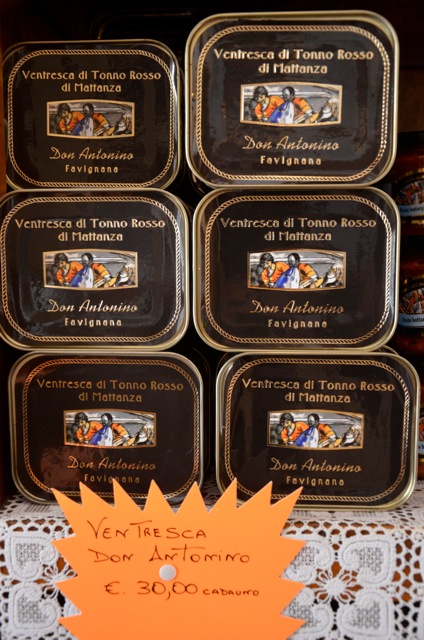 Ventresca di Tonno Rosso
di Mattanza
Don Antonino
Favignana
Ventresca di Tonno Rosso
di Mattanza
Don Antonino
Favignana
Ventresca di Tonno Rosso
di Mattanza
Don Antonino
Favignana
Ventresca di Tonno Rosso
di Mattanza
Don Antonino
Favignana
Ventresca di Tonno Rosso
di Mattanza
Don Antonino
Favignana
Ventresca di Tonno Rosso
di Mattanza
Don Antonino
Favignana
VENTRESCA
DON ANTONINO
€. 30,00 CADAUNO